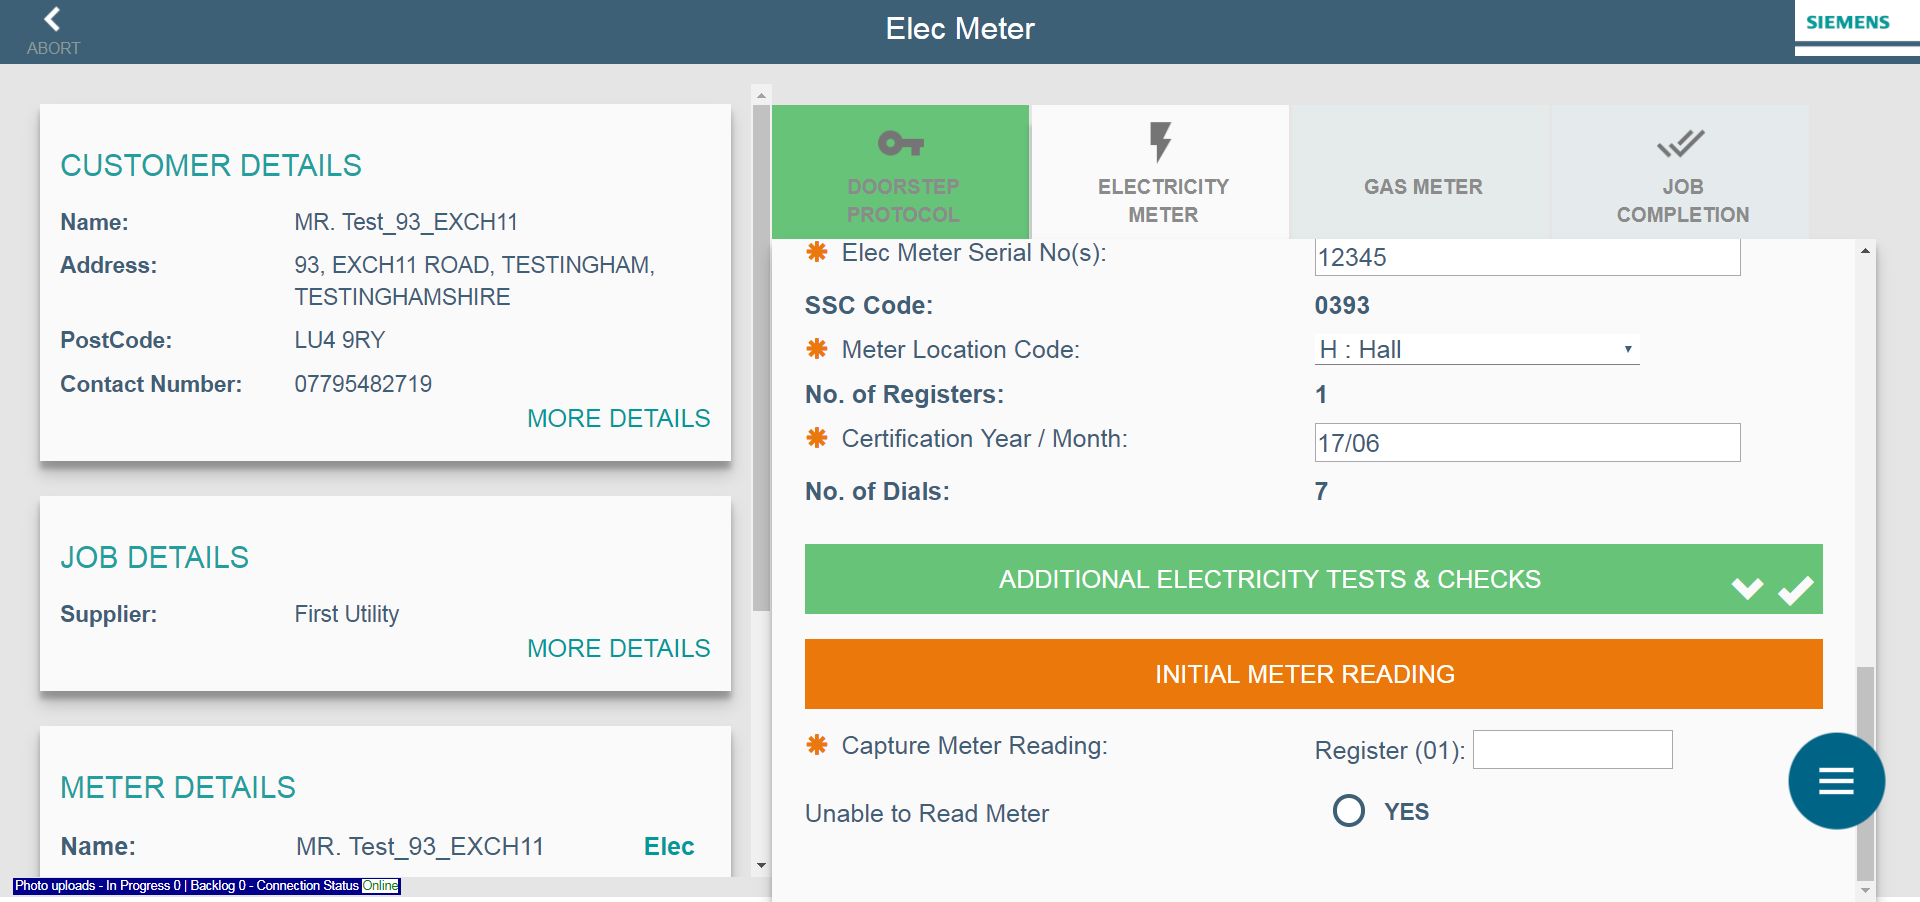 ABORT
Elec Meter
SIEMENS
CUSTOMER DETAILS
Name: MR. Test_93_EXCH11
Address: 93, EXCH11 ROAD, TESTINGHAM,
TESTINGHAMSHIRE
PostCode: LU4 9RY
Contact Number: 07795482719
MORE DETAILS
JOB DETAILS
Supplier: First Utility
MORE DETAILS
METER DETAILS
Name: MR. Test_93_EXCH11 Elec
Photo uploads - In Progress 0 | Backlog 0 - Connection Status Online
DOORSTEP
PROTOCOL
ELECTRICITY
METER
GAS METER
JOB
COMPLETION
✱ Elec Meter Serial No(s): 12345
SSC Code: 0393
✱ Meter Location Code: H : Hall
No. of Registers: 1
✱ Certification Year / Month: 17/06
No. of Dials: 7
ADDITIONAL ELECTRICITY TESTS & CHECKS
INITIAL METER READING
✱ Capture Meter Reading: Register (01):
Unable to Read Meter YES